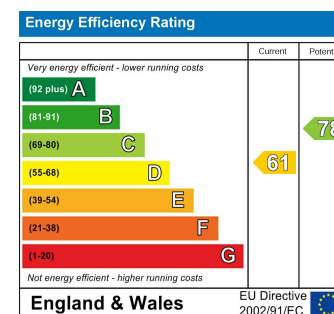 Energy Efficiency Rating
Current Potent
Very energy efficient - lower running costs
(92 plus) A
(81-91) B
(69-80) C
(55-68) D
(39-54) E
(21-38) F
(1-20) G
61
78
Not energy efficient - higher running costs
England & Wales
EU Directive
2002/91/EC